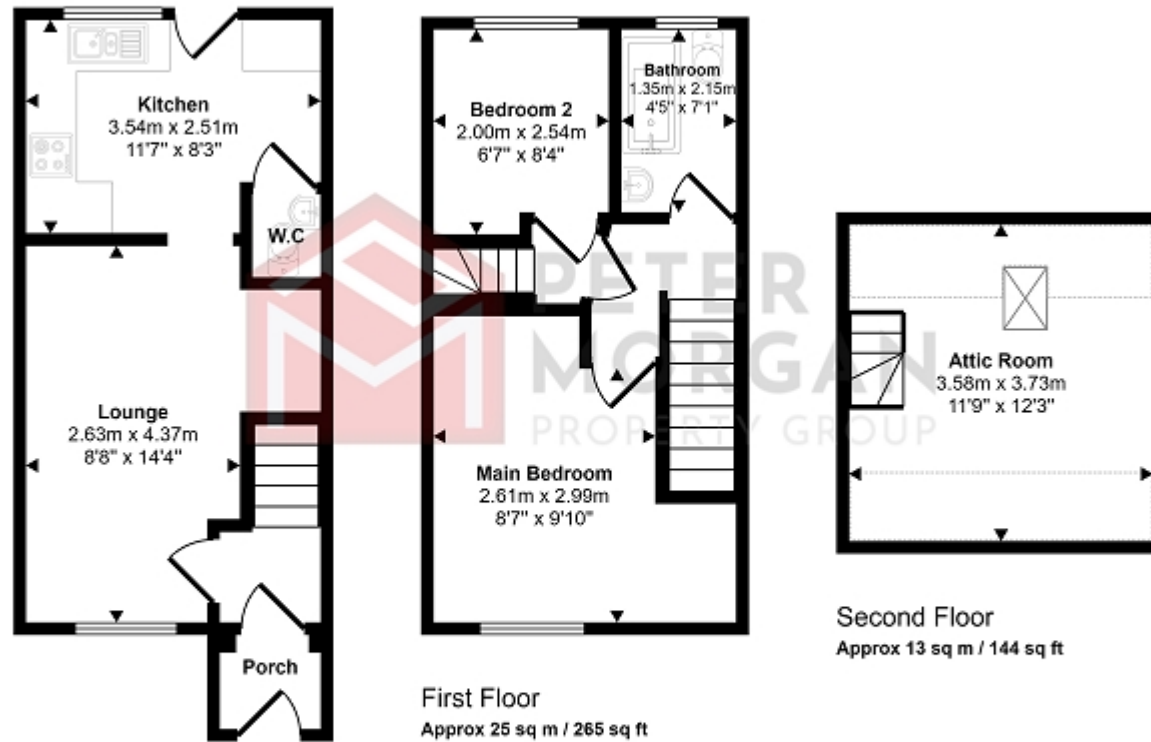 Kitchen
3.54m x 2.51m
11'7" x 8'3"
W.C
Lounge
2.63m x 4.37m
8'8" x 14'4"
Porch
Bedroom 2
2.00m x 2.54m
6'7" x 8'4"
Bathroom
1.35m x 2.15m
4'5" x 7'1"
Main Bedroom
2.61m x 2.99m
8'7" x 9'10"
First Floor
Approx 25 sq m / 265 sq ft
Attic Room
3.58m x 3.73m
11'9" x 12'3"
Second Floor
Approx 13 sq m / 144 sq ft
PETER
MORGAN
PROPERTY GROUP